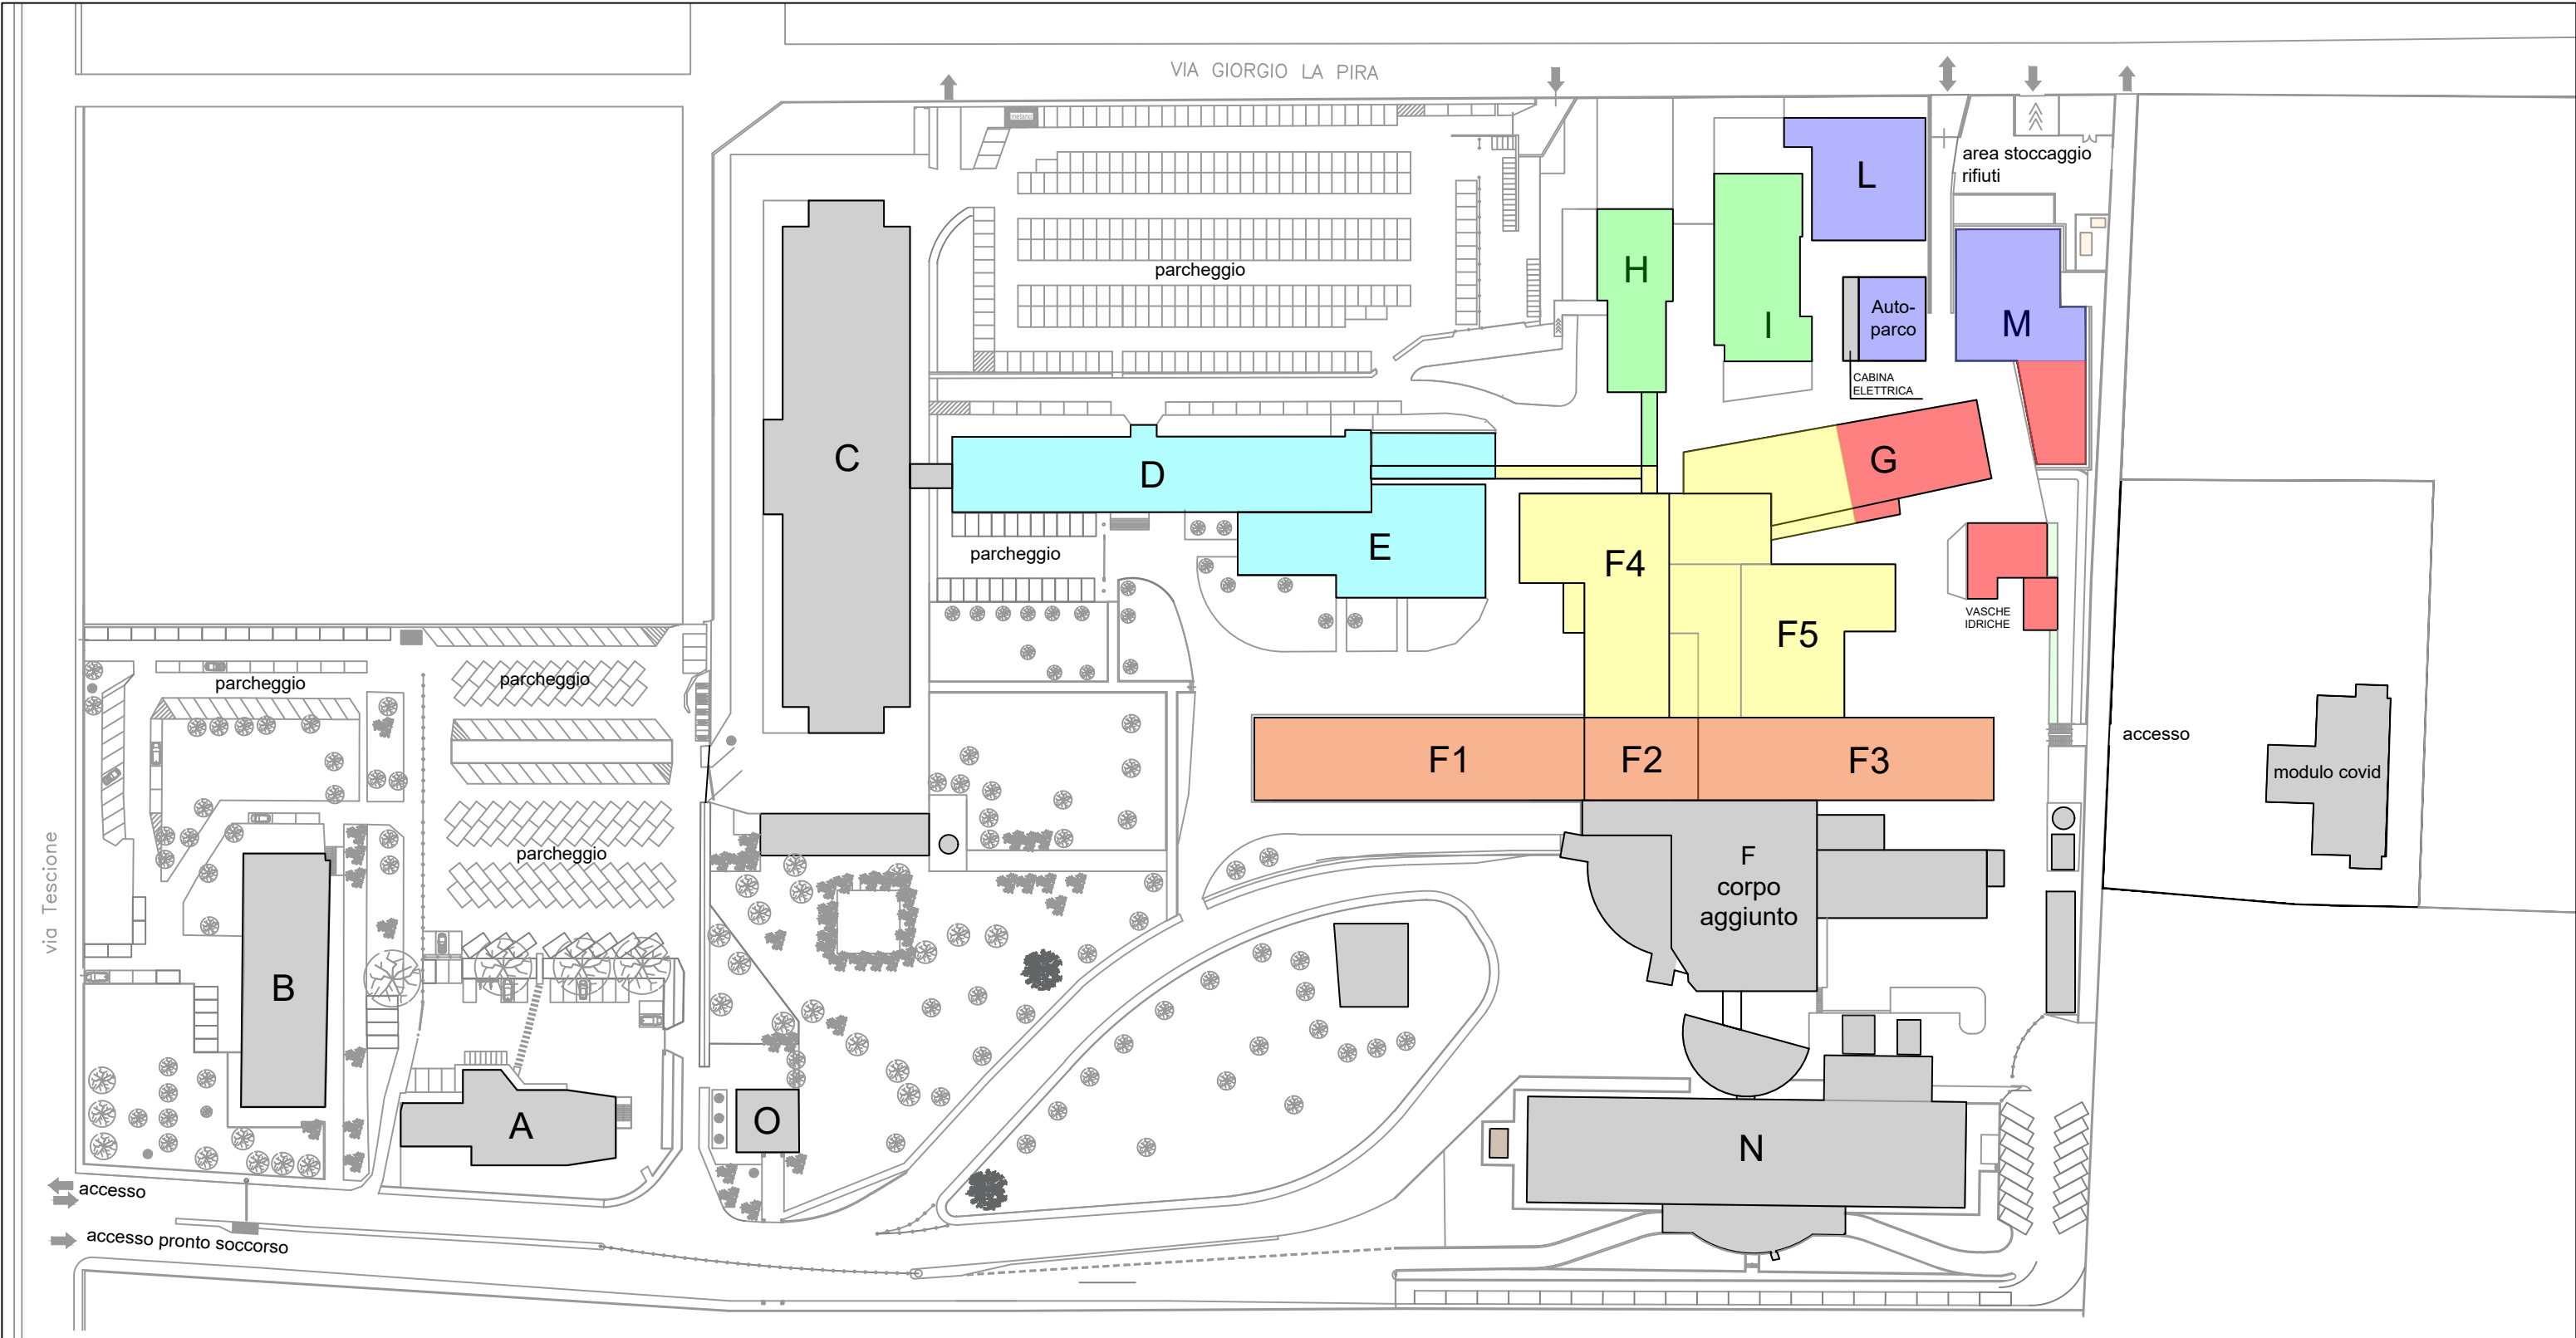 VIA GIORGIO LA PIRA
metano
area stoccaggio
rifiuti
L
H
parcheggio
I
Auto-
parco
M
CABINA
ELETTRICA
C
D
G
parcheggio
E
F4
VASCHE
IDRICHE
F5
parcheggio
parcheggio
accesso
F1
F2
F3
modulo covid
via Tescione
parcheggio
F
corpo
aggiunto
B
A
O
N
accesso
accesso pronto soccorso